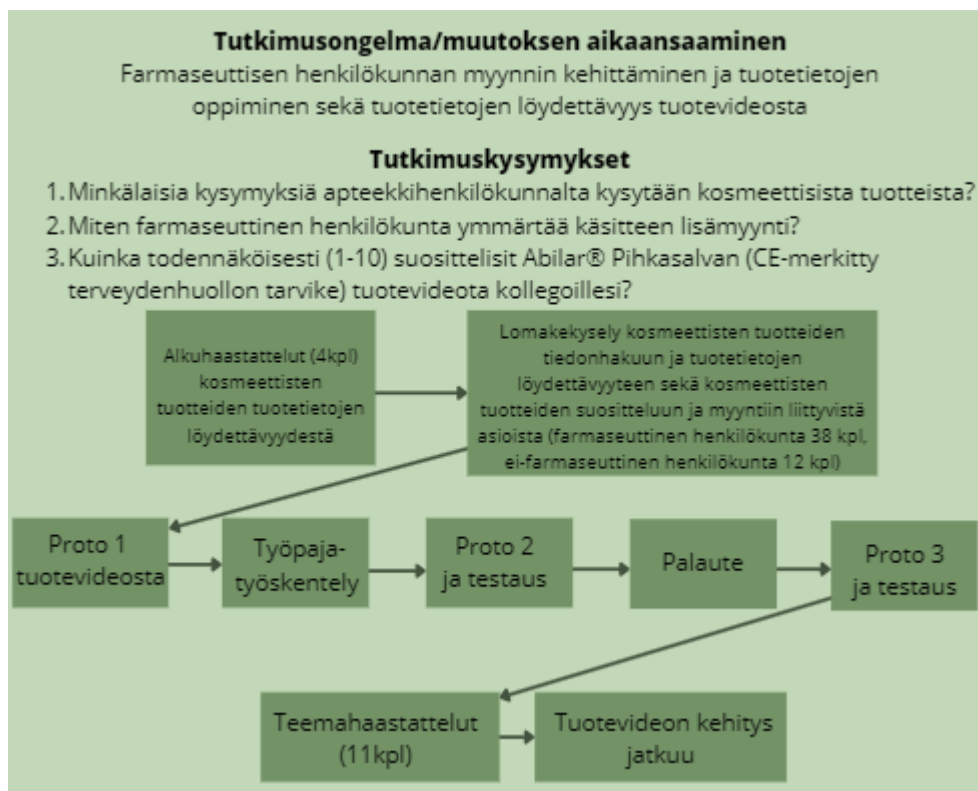 Tutkimusongelma/muutoksen aikaansaaminen
Farmaseuttisen henkilökunnan myynnin kehittäminen ja tuotetietojen
oppiminen sekä tuotetietojen löydettävyys tuotevideosta
Tutkimuskysymykset
1. Minkälaisia kysymyksiä apteekkihenkilökunnalta kysytään kosmeettisista tuotteista?
2. Miten farmaseuttinen henkilökunta ymmärtää käsitteen lisämyynti?
3. Kuinka todennäköisesti (1-10) suosittelisit Abilar® Pihkasalvan (CE-merkitty
terveydenhuollon tarvike) tuotevideota kollegoillesi?
Alkuhaastattelut (4kpl)
kosmeettisten
tuotteiden tuotetietojen
löydettävyydestä
Lomakekysely kosmeettisten tuotteiden
tiedonhakuun ja tuotetietojen
löydettävyyteen sekä kosmeettisten
tuotteiden suositteluun ja myyntiin liittyvistä
asioista (farmaseuttinen henkilökunta 38 kpl,
ei-farmaseuttinen henkilökunta 12 kpl)
Proto 1
tuotevideosta
Työpaja-
työskentely
Proto 2
ja testaus
Palaute
Proto 3
ja testaus
Teemahaastattelut
(11kpl)
Tuotevideon kehitys
jatkuu